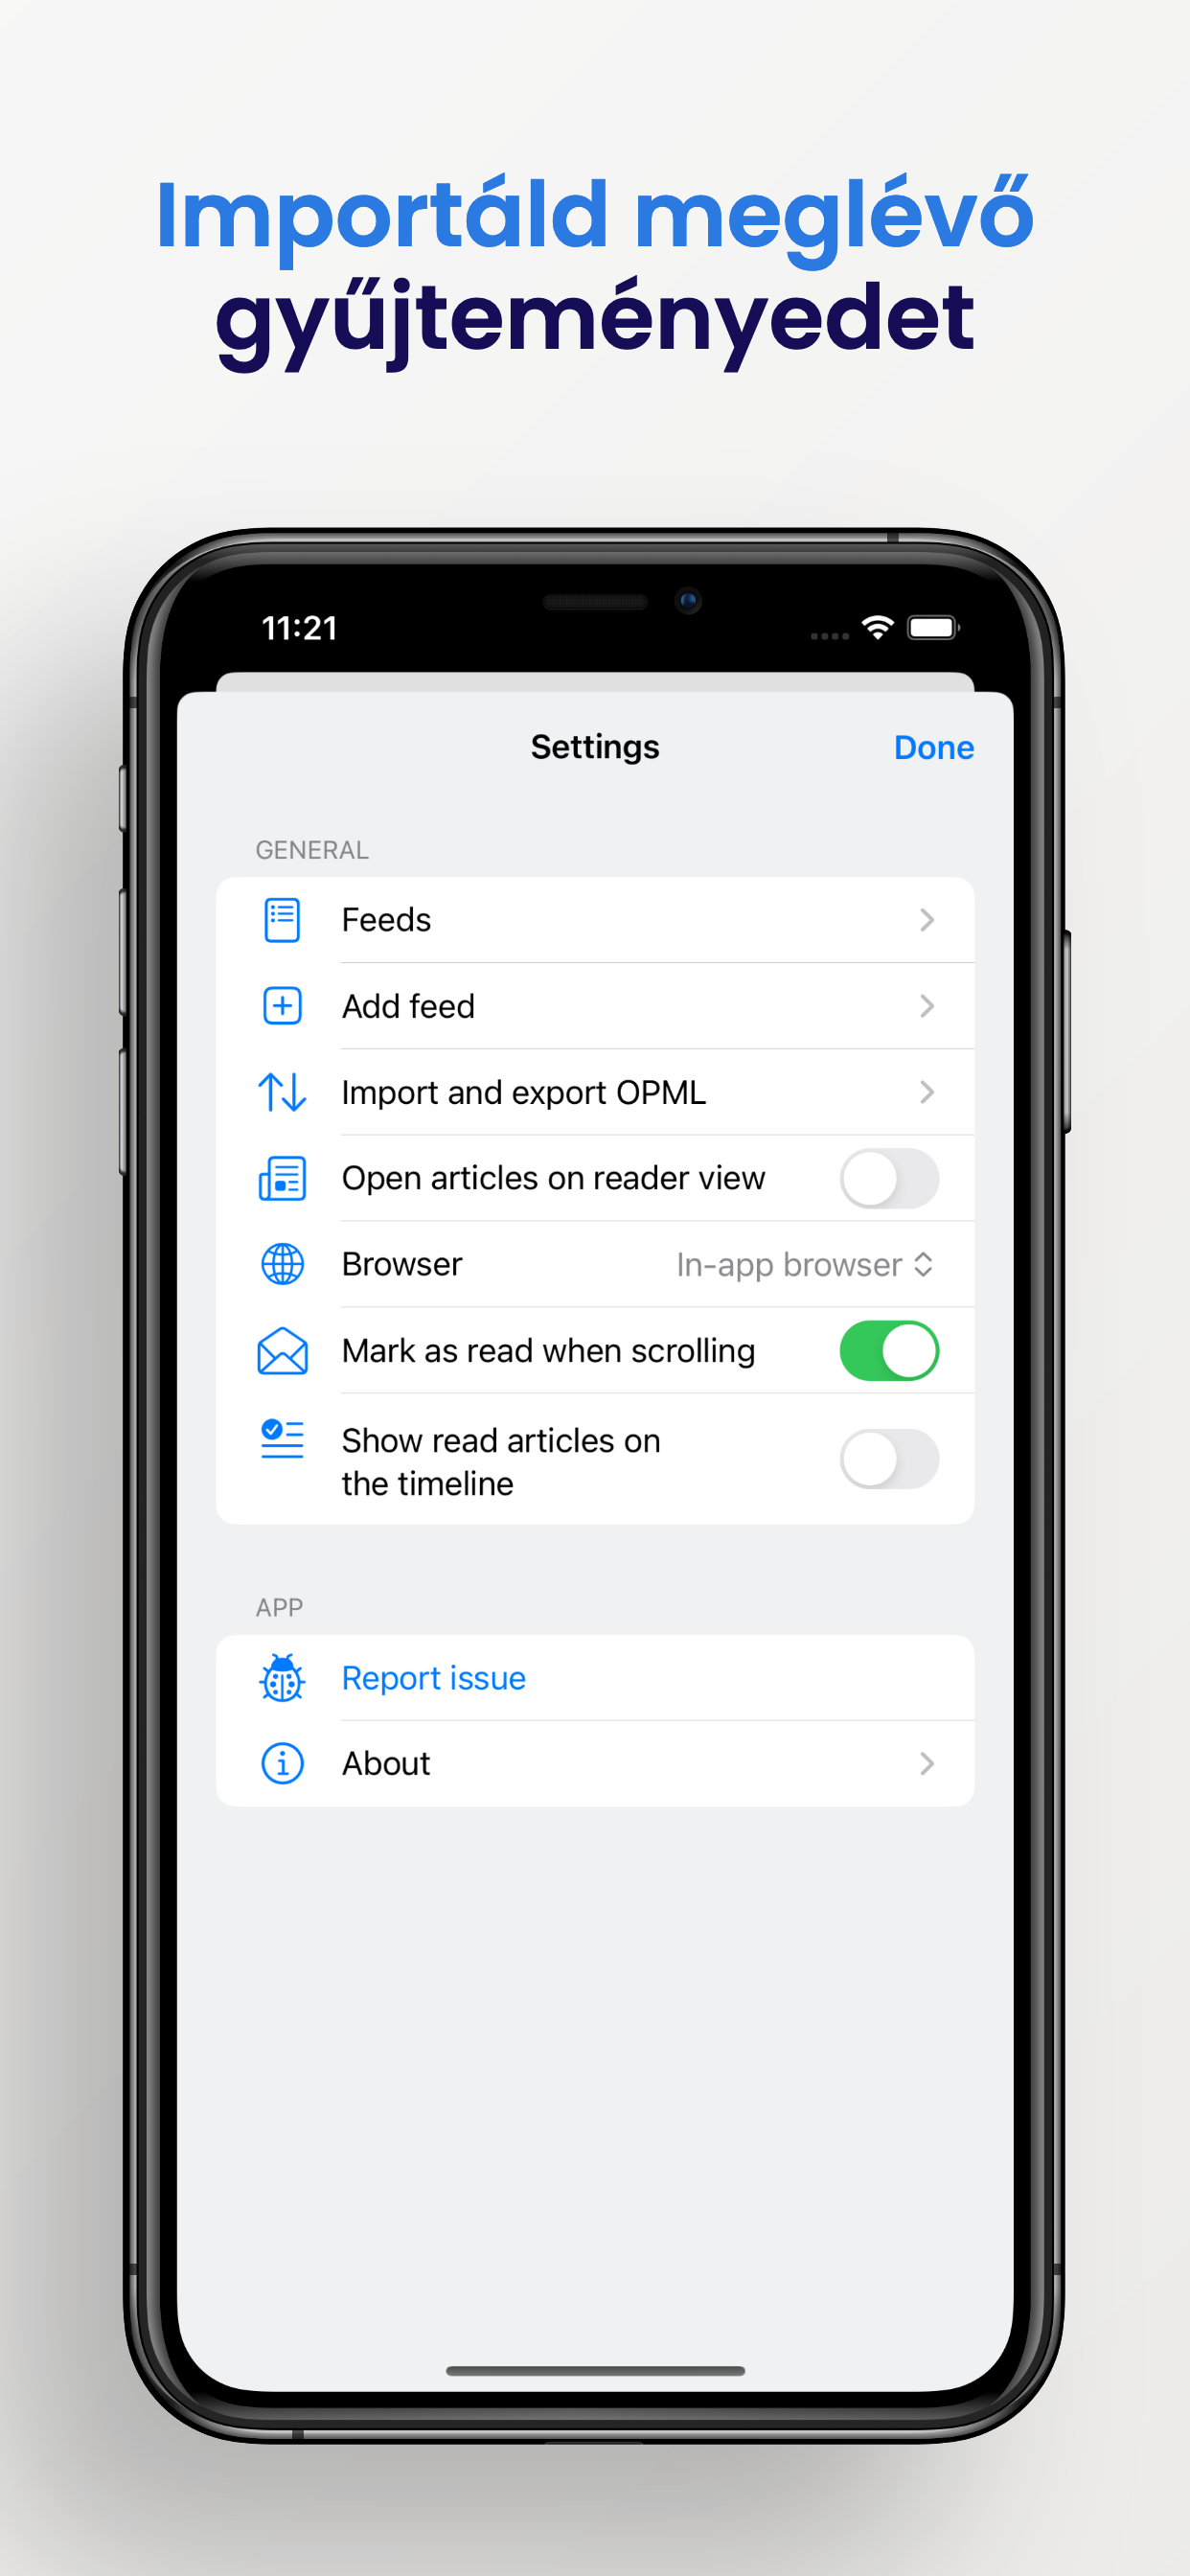 Importáld meglévő
gyűjteményedet
11:21
Settings
Done
GENERAL
Feeds
Add feed
Import and export OPML
Open articles on reader view
Browser
In-app browser
Mark as read when scrolling
Show read articles on
the timeline
APP
Report issue
About